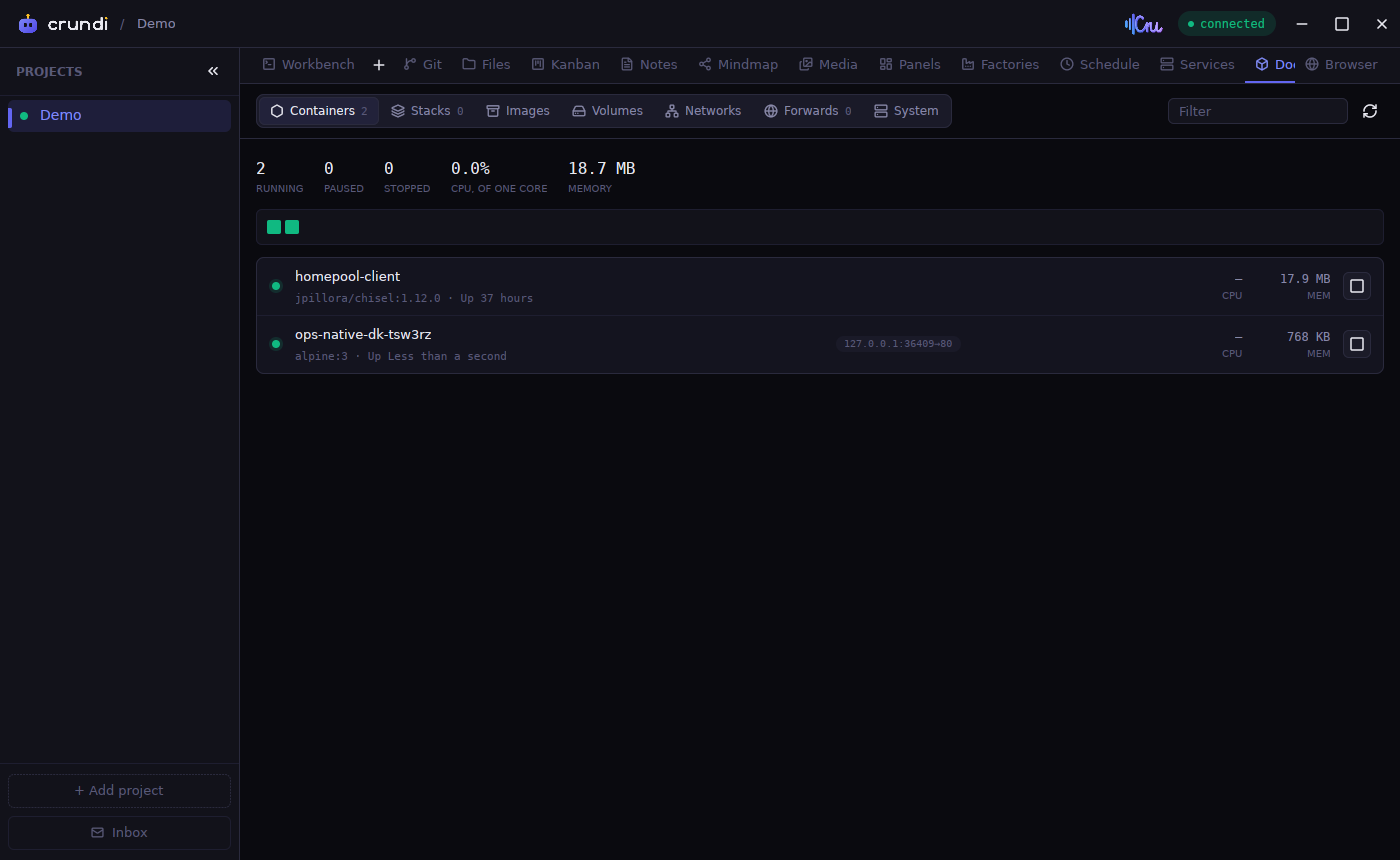 crundi / Demo
Cru
connected
PROJECTS
Workbench
Git
Files
Kanban
Notes
Mindmap
Media
Panels
Factories
Schedule
Services
Browser
Demo
Containers 2
Stacks 0
Images
Volumes
Networks
Forwards 0
System
Filter
2
0
0
0.0%
18.7 MB
RUNNING
PAUSED
STOPPED
CPU, OF ONE CORE
MEMORY
homepool-client
jpillora/chisel:1.12.0 · Up 37 hours
–
CPU
17.9 MB
MEM
ops-native-dk-tsw3rz
alpine:3 · Up Less than a second
127.0.0.1:36409→80
–
CPU
768 KB
MEM
+ Add project
Inbox